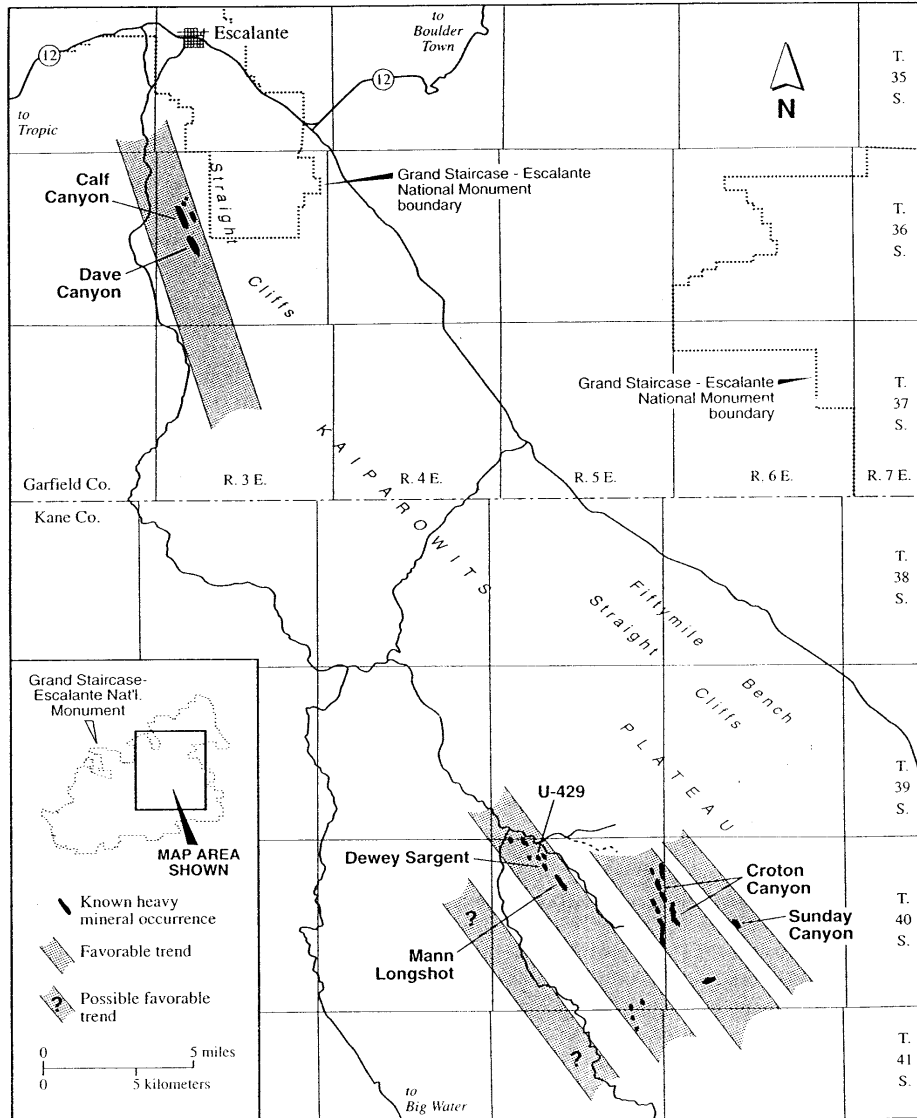 to
Boulder
Town
Escalante
12
12
to
Tropic
N
T.
35
S.
Calf
Canyon
Dave
Canyon
Straight
Cliffs
Grand Staircase - Escalante
National Monument
boundary
T.
36
S.
Grand Staircase - Escalante
National Monument
boundary
T.
37
S.
KAIPAROWITS
Garfield Co.
R. 3 E.
R. 4 E.
R. 5 E.
R. 6 E.
R. 7 E.
Kane Co.
T.
38
S.
Fiftymile
Bench
Straight
Cliffs
PLATEAU
T.
39
S.
Grand Staircase-
Escalante Nat'l.
Monument
MAP AREA
SHOWN
Known heavy
mineral occurrence
Favorable trend
?
Possible favorable
trend
0 5 miles
0 5 kilometers
U-429
Dewey Sargent
Mann
Longshot
Croton
Canyon
Sunday
Canyon
?
?
T.
40
S.
T.
41
S.
to
Big Water